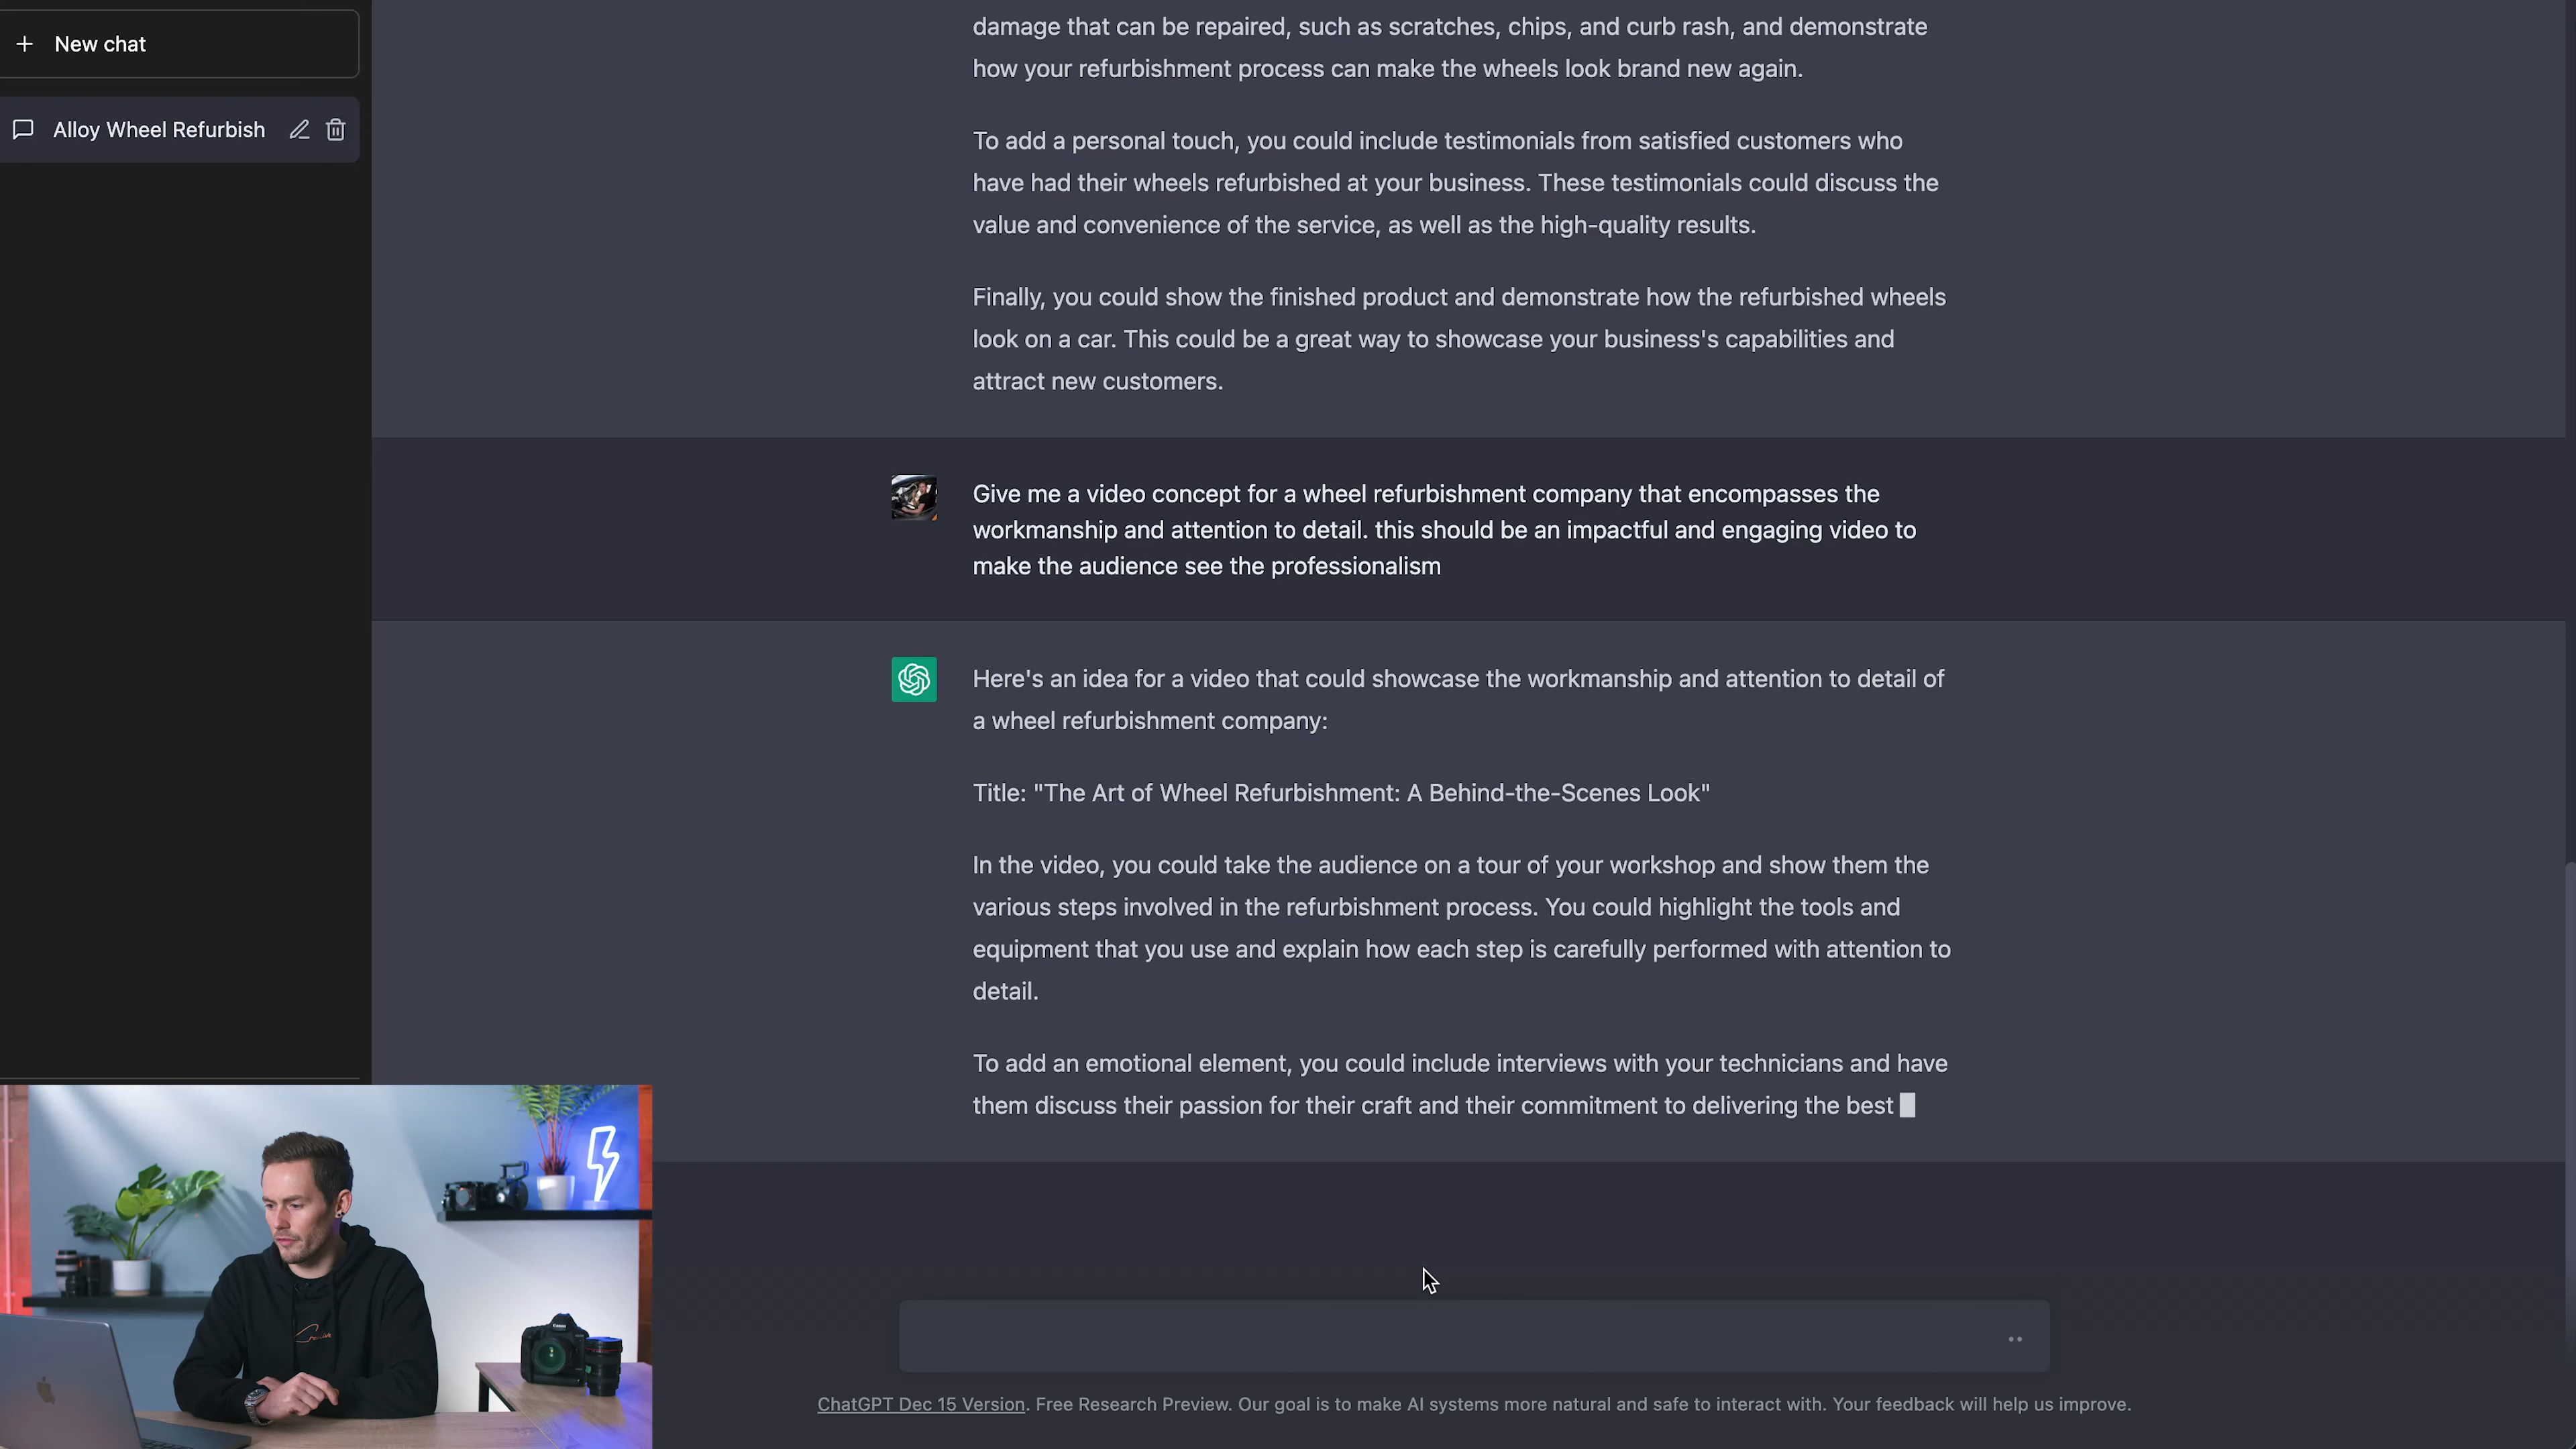 New chat
Alloy Wheel Refurbish
damage that can be repaired, such as scratches, chips, and curb rash, and demonstrate
how your refurbishment process can make the wheels look brand new again.
To add a personal touch, you could include testimonials from satisfied customers who
have had their wheels refurbished at your business. These testimonials could discuss the
value and convenience of the service, as well as the high-quality results.
Finally, you could show the finished product and demonstrate how the refurbished wheels
look on a car. This could be a great way to showcase your business's capabilities and
attract new customers.
Give me a video concept for a wheel refurbishment company that encompasses the
workmanship and attention to detail. this should be an impactful and engaging video to
make the audience see the professionalism
Here's an idea for a video that could showcase the workmanship and attention to detail of
a wheel refurbishment company:
Title: "The Art of Wheel Refurbishment: A Behind-the-Scenes Look"
In the video, you could take the audience on a tour of your workshop and show them the
various steps involved in the refurbishment process. You could highlight the tools and
equipment that you use and explain how each step is carefully performed with attention to
detail.
To add an emotional element, you could include interviews with your technicians and have
them discuss their passion for their craft and their commitment to delivering the best
ChatGPT Dec 15 Version. Free Research Preview. Our goal is to make AI systems more natural and safe to interact with. Your feedback will help us improve.